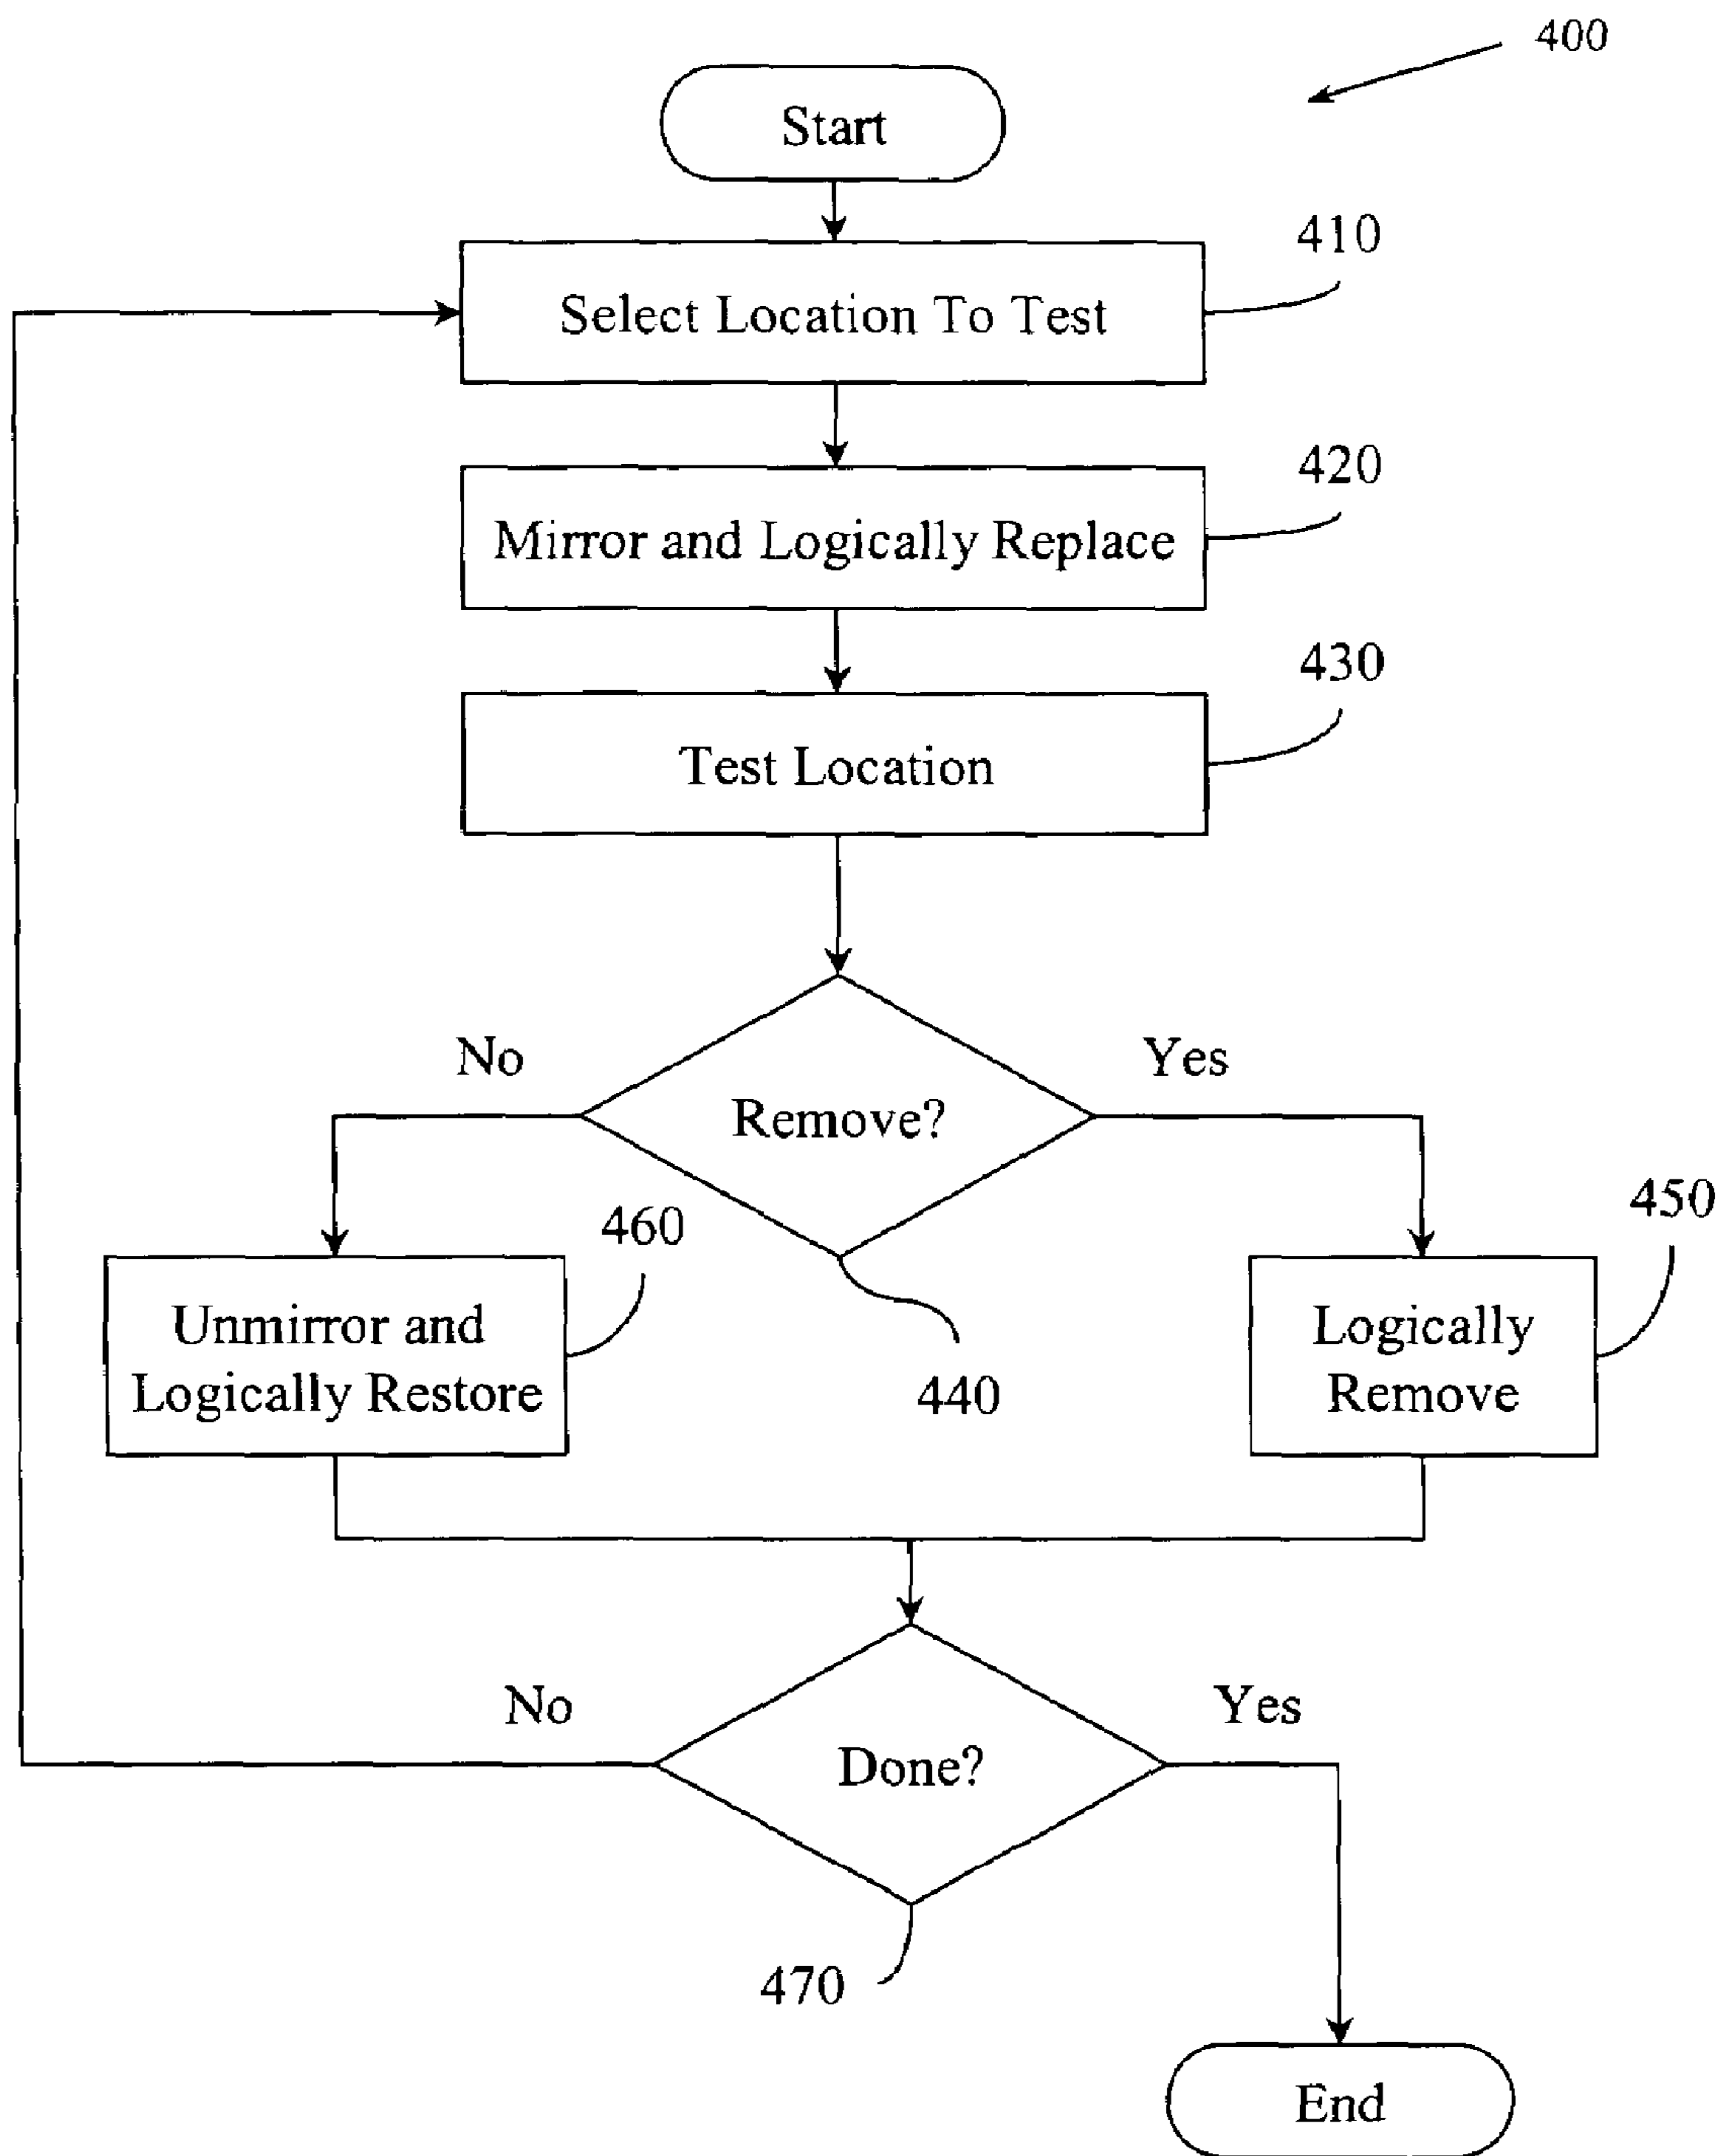 400
Start
410
Select Location To Test
420
Mirror and Logically Replace
430
Test Location
No
Yes
Remove?
460
450
Unmirror and
Logically Restore
Logically
Remove
440
No
Yes
Done?
470
End